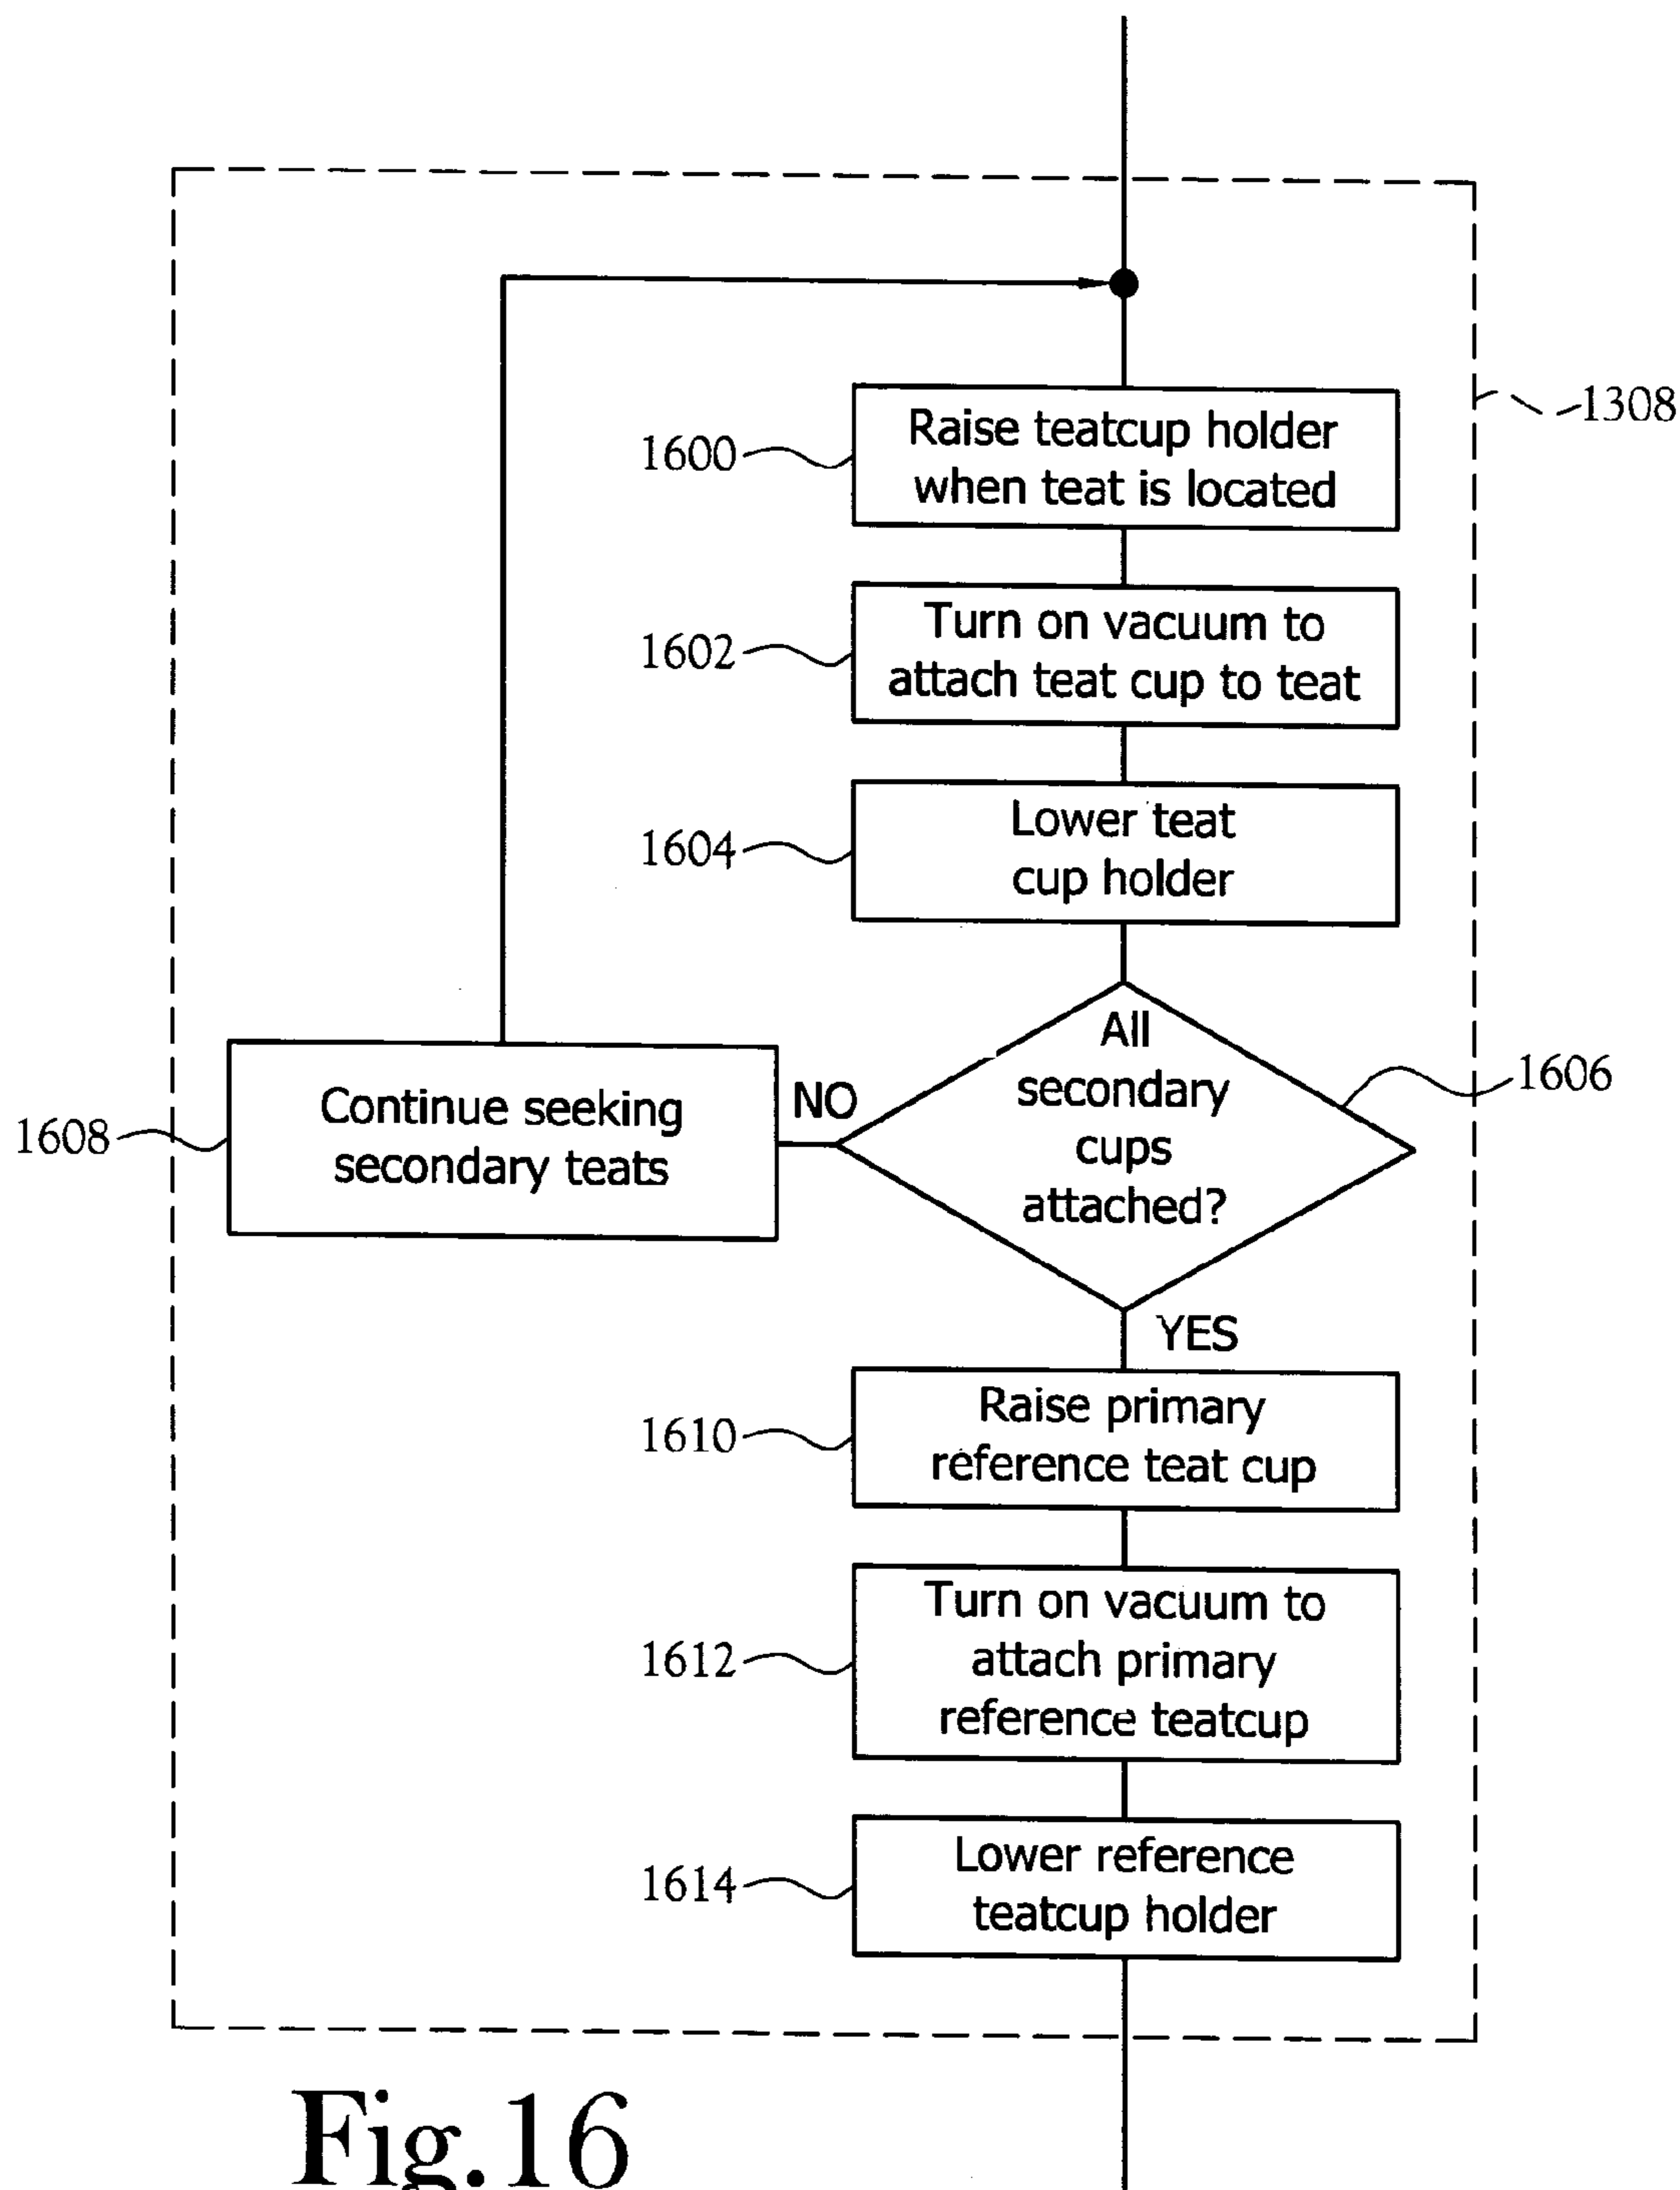 1308
1600
Raise teatcup holder
when teat is located
1602
Turn on vacuum to
attach teat cup to teat
1604
Lower teat
cup holder
All
secondary
cups
attached?
1606
NO
1608
Continue seeking
secondary teats
YES
1610
Raise primary
reference teat cup
1612
Turn on vacuum to
attach primary
reference teatcup
1614
Lower reference
teatcup holder
Fig.16